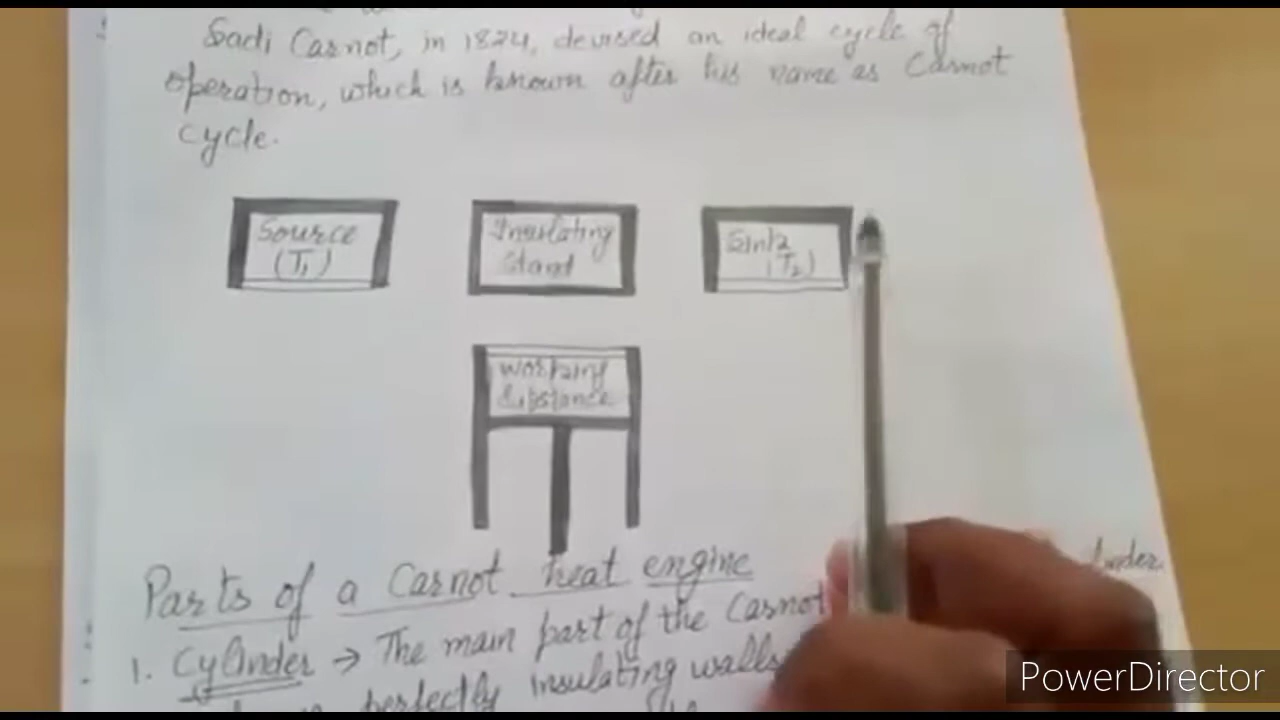 Sadi Carnot, in 1824, devised an ideal cycle of
operation, which is known after his name as Carnot
cycle.
Source
(T₁)
Insulating
stand
Sink
(T₂)
Working
substance
Parts of a Carnot heat engine
1. Cylinder → The main part of the Carnot
perfectly insulating walls
PowerDirector